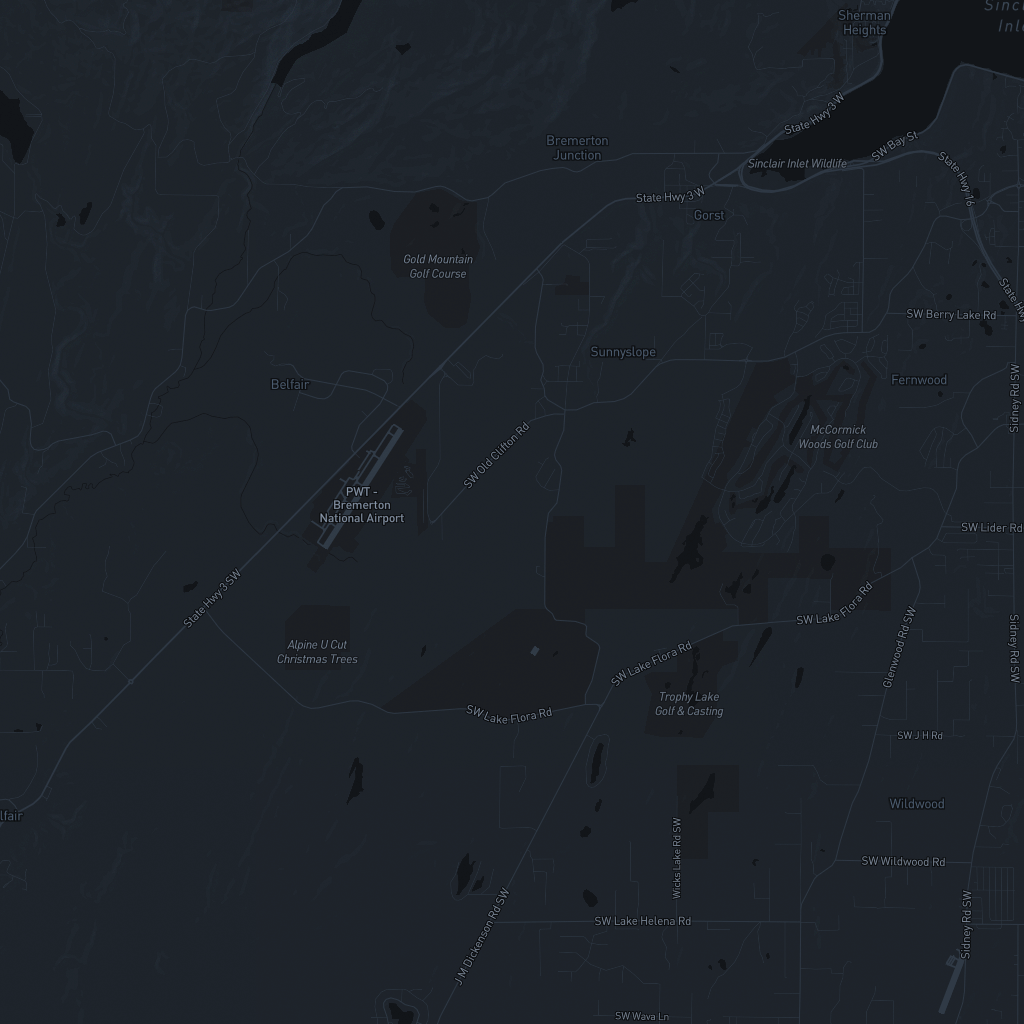 Sherman
Heights
State Hwy 3 W
Bremerton
Junction
SW Bay St
Sinclair Inlet Wildlife
State Hwy 16
State Hwy 3 W
Gorst
Gold Mountain
Golf Course
SW Berry Lake Rd
Sunnyslope
Belfair
Fernwood
Sidney Rd SW
McCormick
Woods Golf Club
SW Old Clifton Rd
PWT -
Bremerton
National Airport
SW Lider Rd
State Hwy 3 SW
SW Lake Flora Rd
Alpine U Cut
Christmas Trees
SW Lake Flora Rd
Glenwood Rd SW
Sidney Rd SW
Trophy Lake
Golf & Casting
SW Lake Flora Rd
SW J H Rd
Wildwood
lfair
Wicks Lake Rd SW
SW Wildwood Rd
J M Dickenson Rd SW
SW Lake Helena Rd
Sidney Rd SW
SW Wava Ln